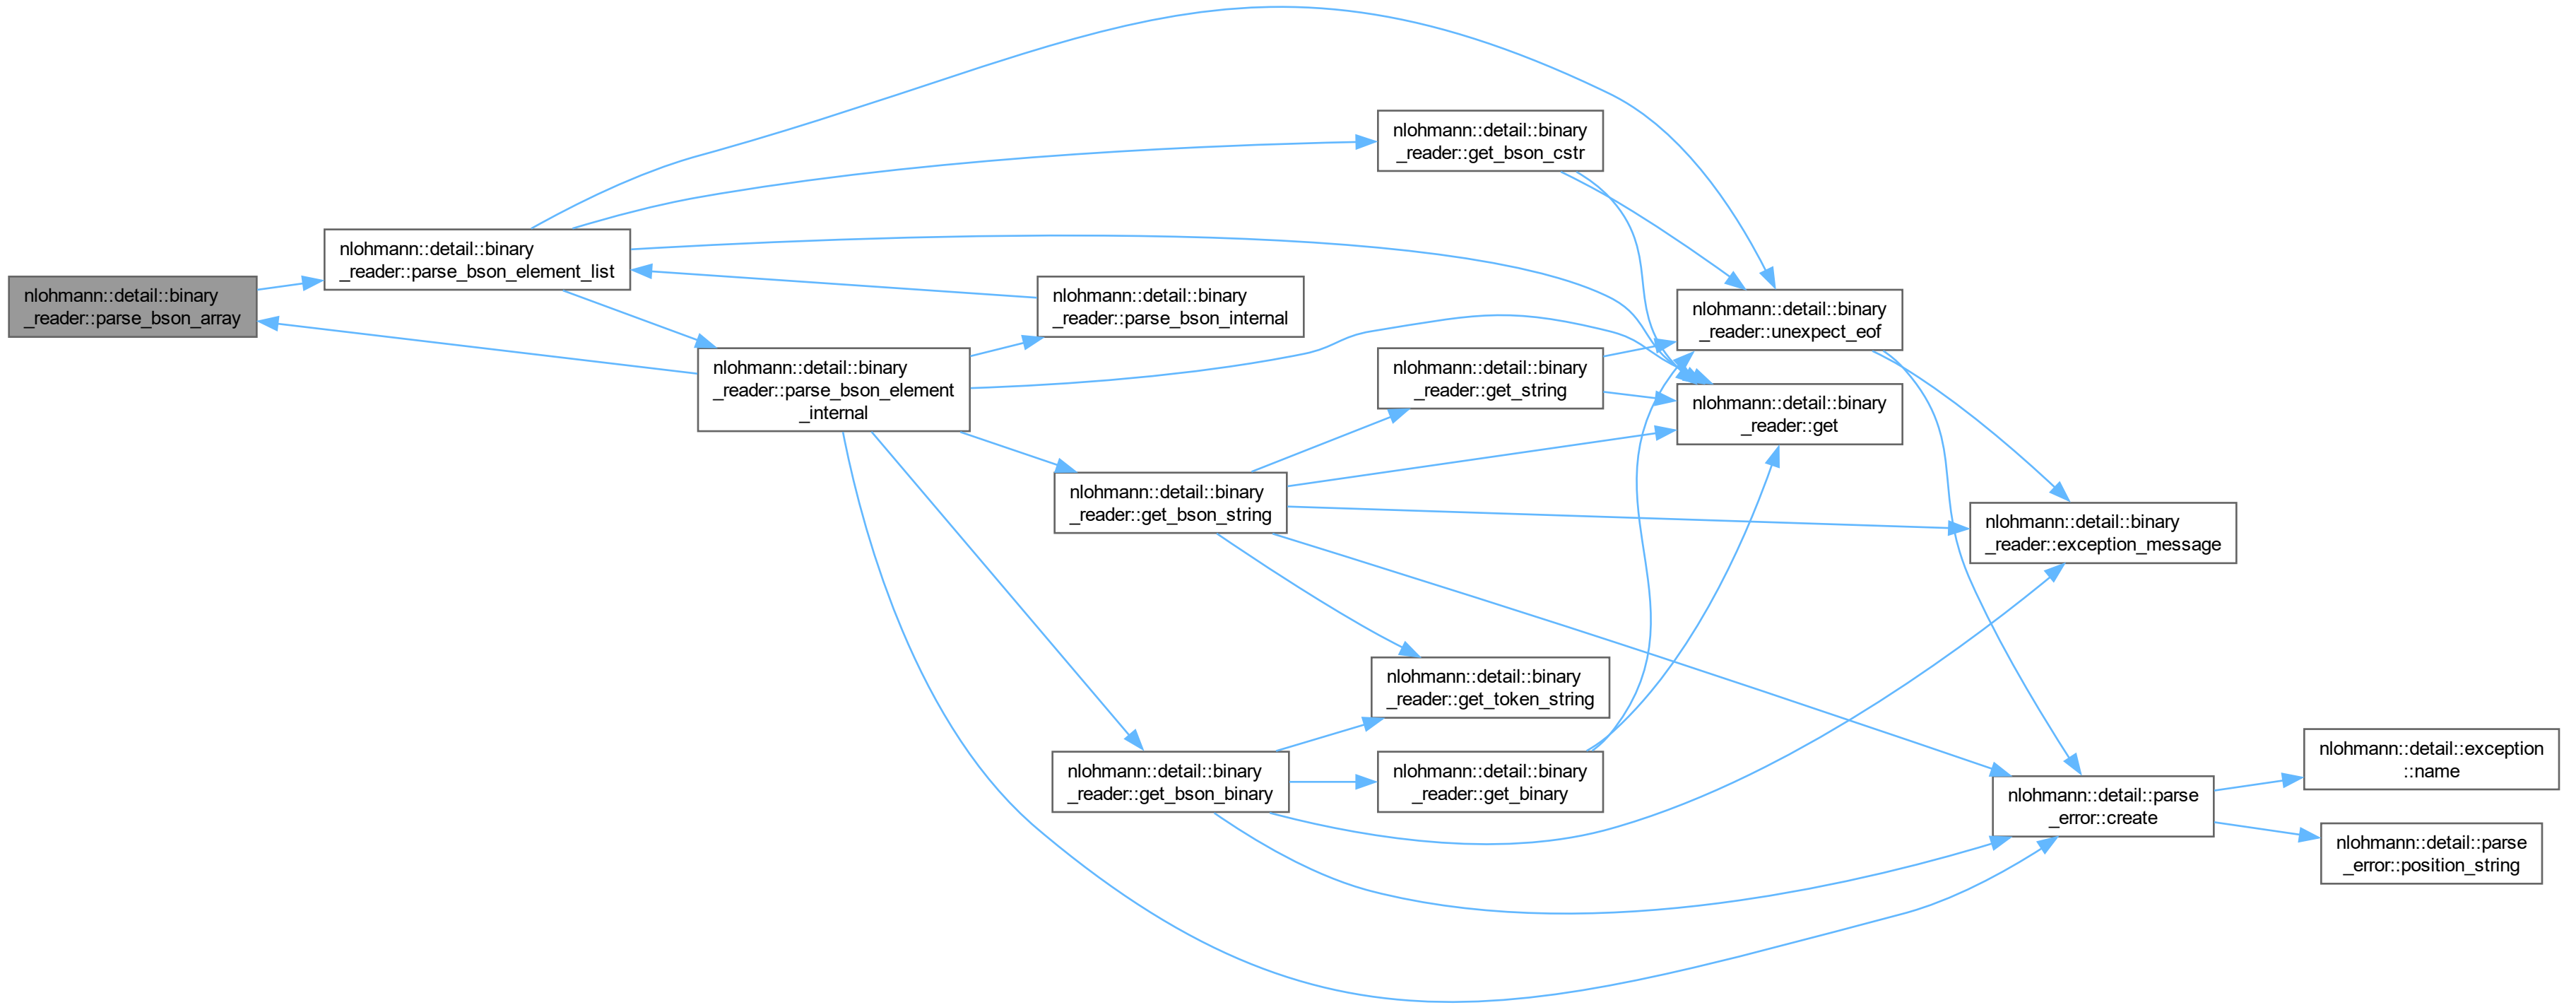 nlohmann::detail::binary
_reader::parse_bson_array
nlohmann::detail::binary
_reader::parse_bson_element_list
nlohmann::detail::binary
_reader::parse_bson_element
_internal
nlohmann::detail::binary
_reader::parse_bson_internal
nlohmann::detail::binary
_reader::get_bson_string
nlohmann::detail::binary
_reader::get_bson_binary
nlohmann::detail::binary
_reader::get_bson_cstr
nlohmann::detail::binary
_reader::get_string
nlohmann::detail::binary
_reader::get_token_string
nlohmann::detail::binary
_reader::get_binary
nlohmann::detail::binary
_reader::unexpect_eof
nlohmann::detail::binary
_reader::get
nlohmann::detail::binary
_reader::exception_message
nlohmann::detail::parse
_error::create
nlohmann::detail::exception
::name
nlohmann::detail::parse
_error::position_string